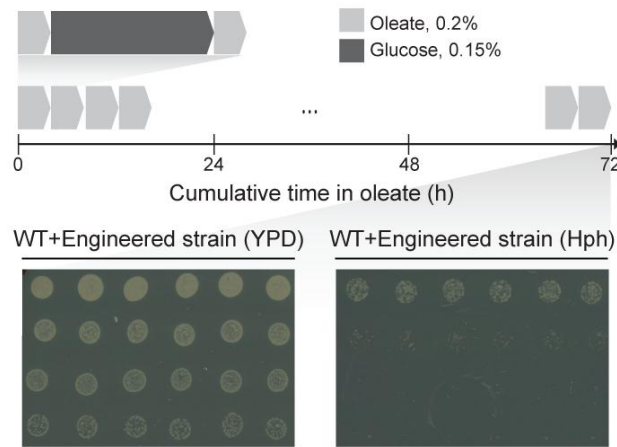 Oleate, 0.2%
Glucose, 0.15%
...
0 24 48 72
Cumulative time in oleate (h)
WT+Engineered strain (YPD) WT+Engineered strain (Hph)